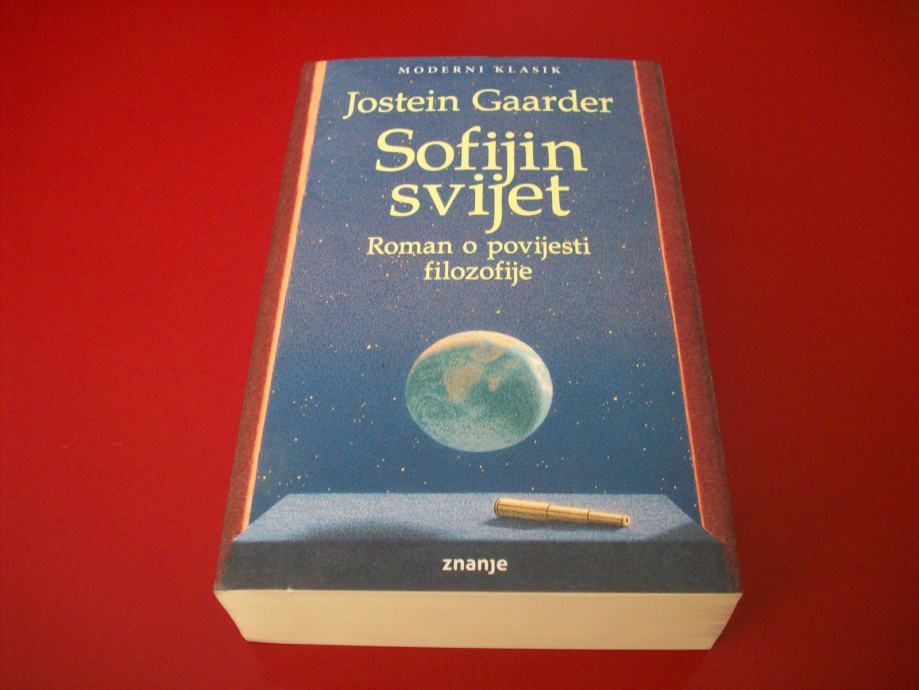 MODERNI KLASIK
Jostein Gaarder
Sofijin
svijet
Roman o povijesti
filozofije
znanje